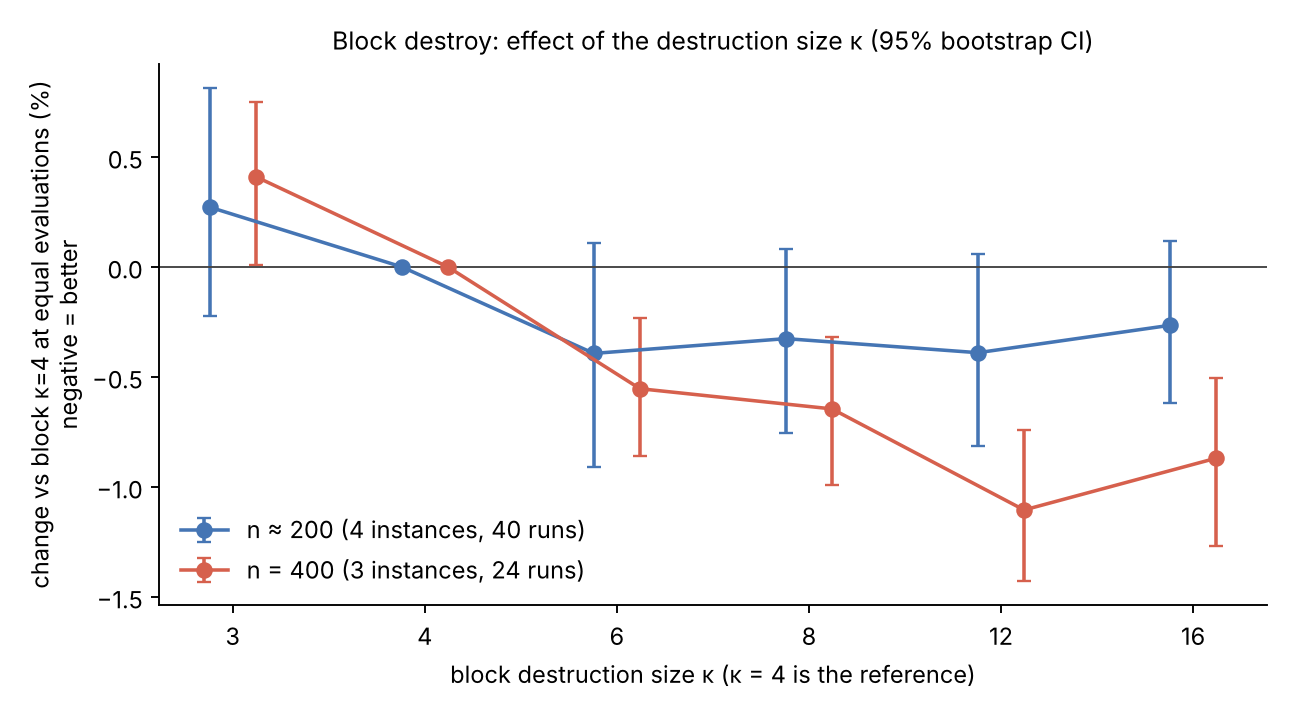 Block destroy: effect of the destruction size κ (95% bootstrap CI)
change vs block κ=4 at equal evaluations (%)
negative = better
0.5
0.0
−0.5
−1.0
−1.5
n ≈ 200 (4 instances, 40 runs)
n = 400 (3 instances, 24 runs)
3 4 6 8 12 16
block destruction size κ (κ = 4 is the reference)